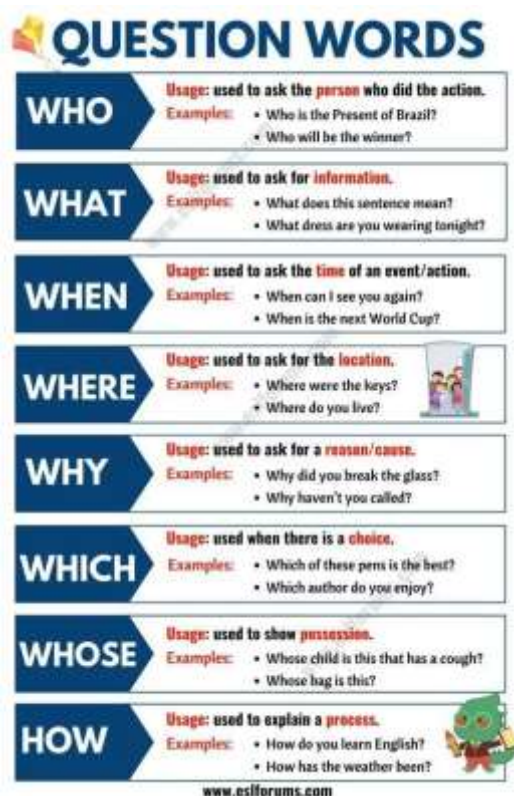 QUESTION WORDS
WHO
Usage: used to ask the person who did the action.
Examples: • Who is the Present of Brazil?
• Who will be the winner?
WHAT
Usage: used to ask for information.
Examples: • What does this sentence mean?
• What dress are you wearing tonight?
WHEN
Usage: used to ask the time of an event/action.
Examples: • When can I see you again?
• When is the next World Cup?
WHERE
Usage: used to ask for the location.
Examples: • Where were the keys?
• Where do you live?
WHY
Usage: used to ask for a reason/cause.
Examples: • Why did you break the glass?
• Why haven't you called?
WHICH
Usage: used when there is a choice.
Examples: • Which of these pens is the best?
• Which author do you enjoy?
WHOSE
Usage: used to show possession.
Examples: • Whose child is this that has a cough?
• Whose bag is this?
HOW
Usage: used to explain a process.
Examples: • How do you learn English?
• How has the weather been?
www.eslforums.com